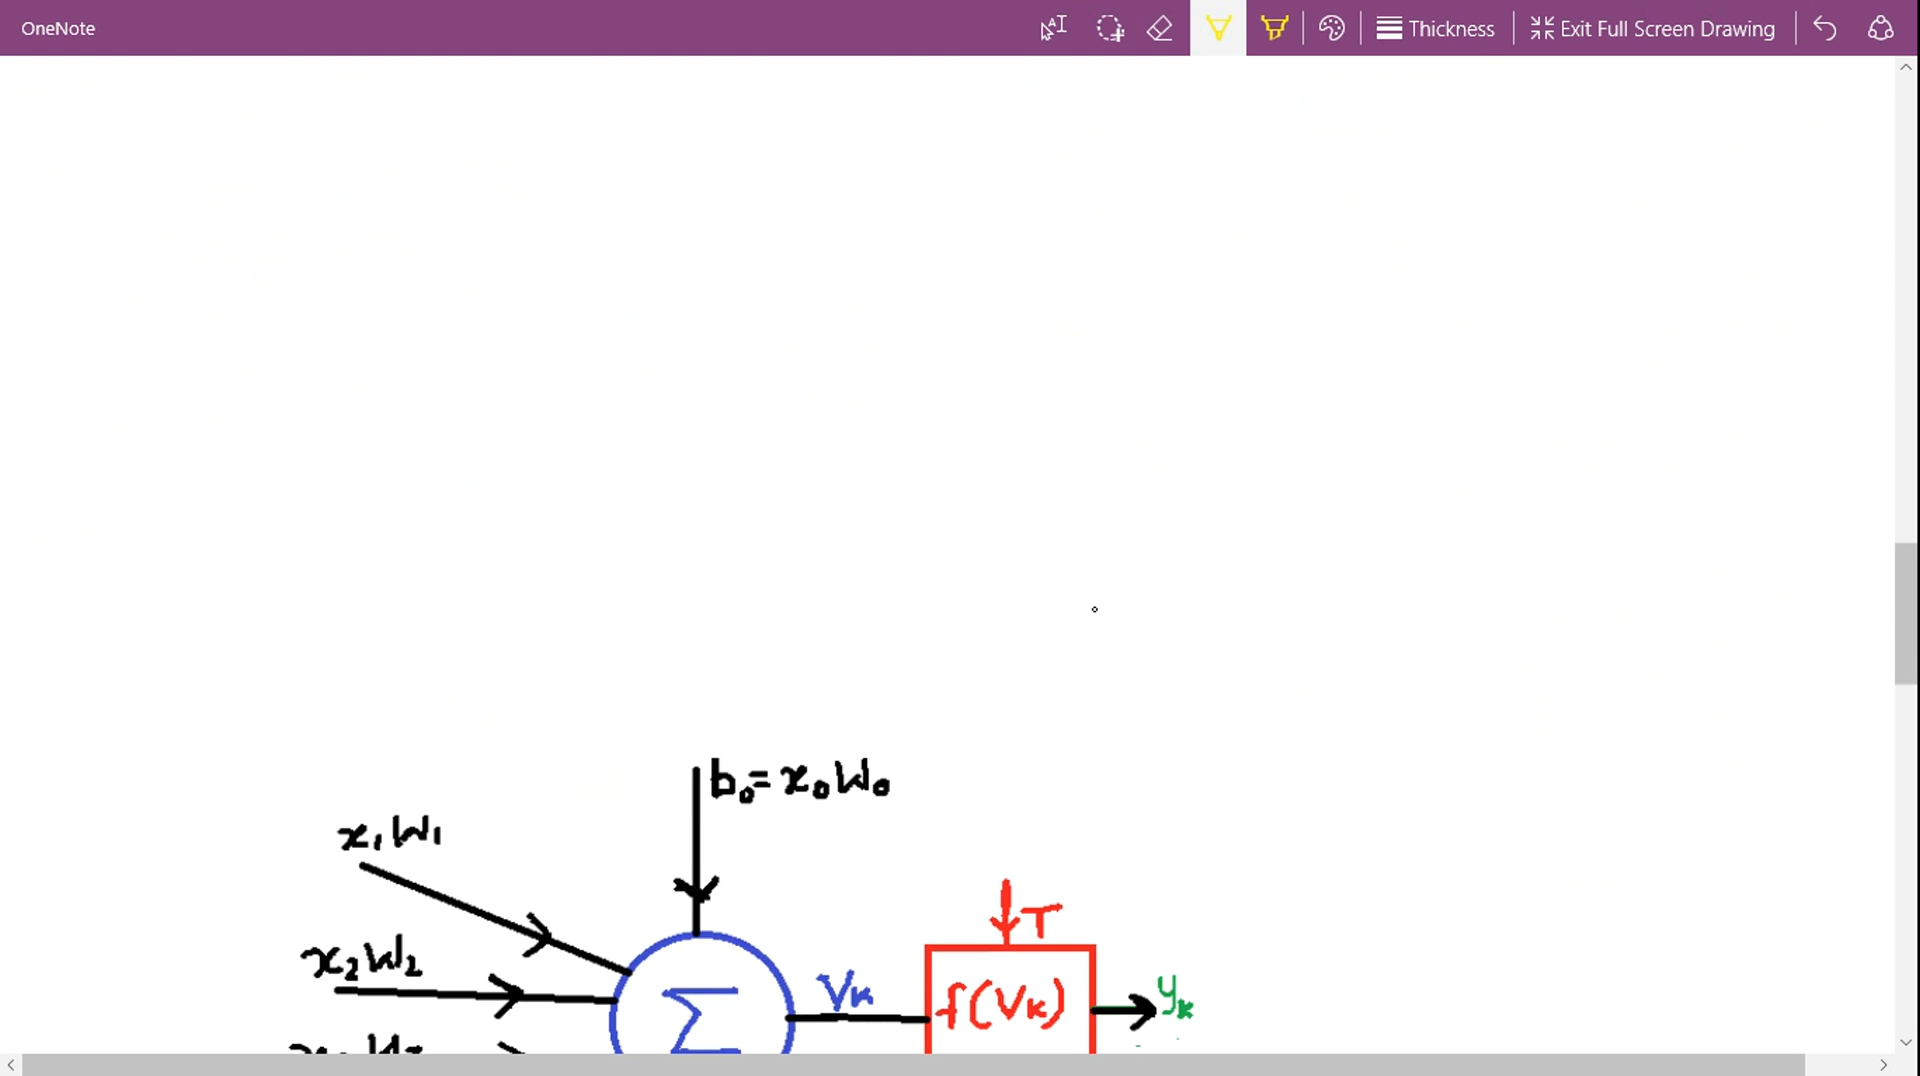 OneNote
Thickness
Exit Full Screen Drawing
b₀= x₀W₀
x₁W₁
T
x₂W₂
Vₖ
f(Vₖ)
yₖ
Σ